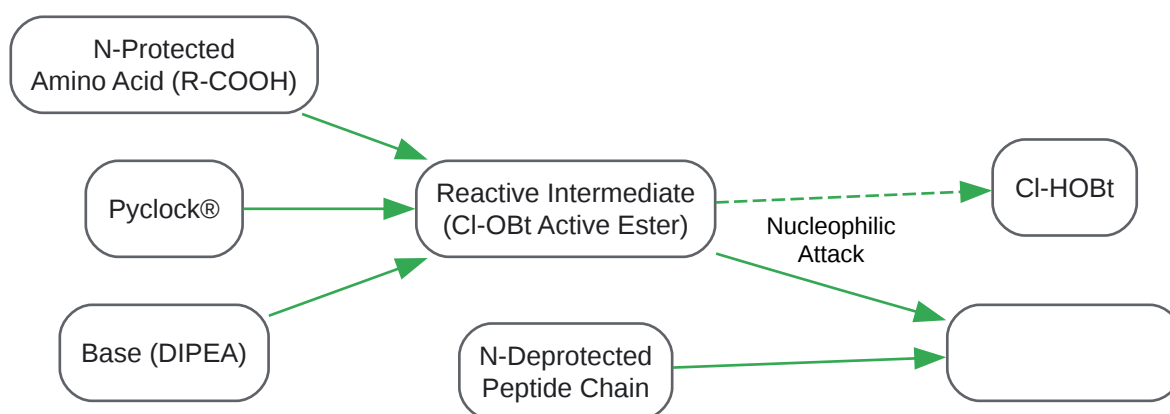 N-Protected
Amino Acid (R-COOH)
Pyclock®
Base (DIPEA)
Reactive Intermediate
(Cl-OBt Active Ester)
Nucleophilic
Attack
N-Deprotected
Peptide Chain
Cl-HOBt